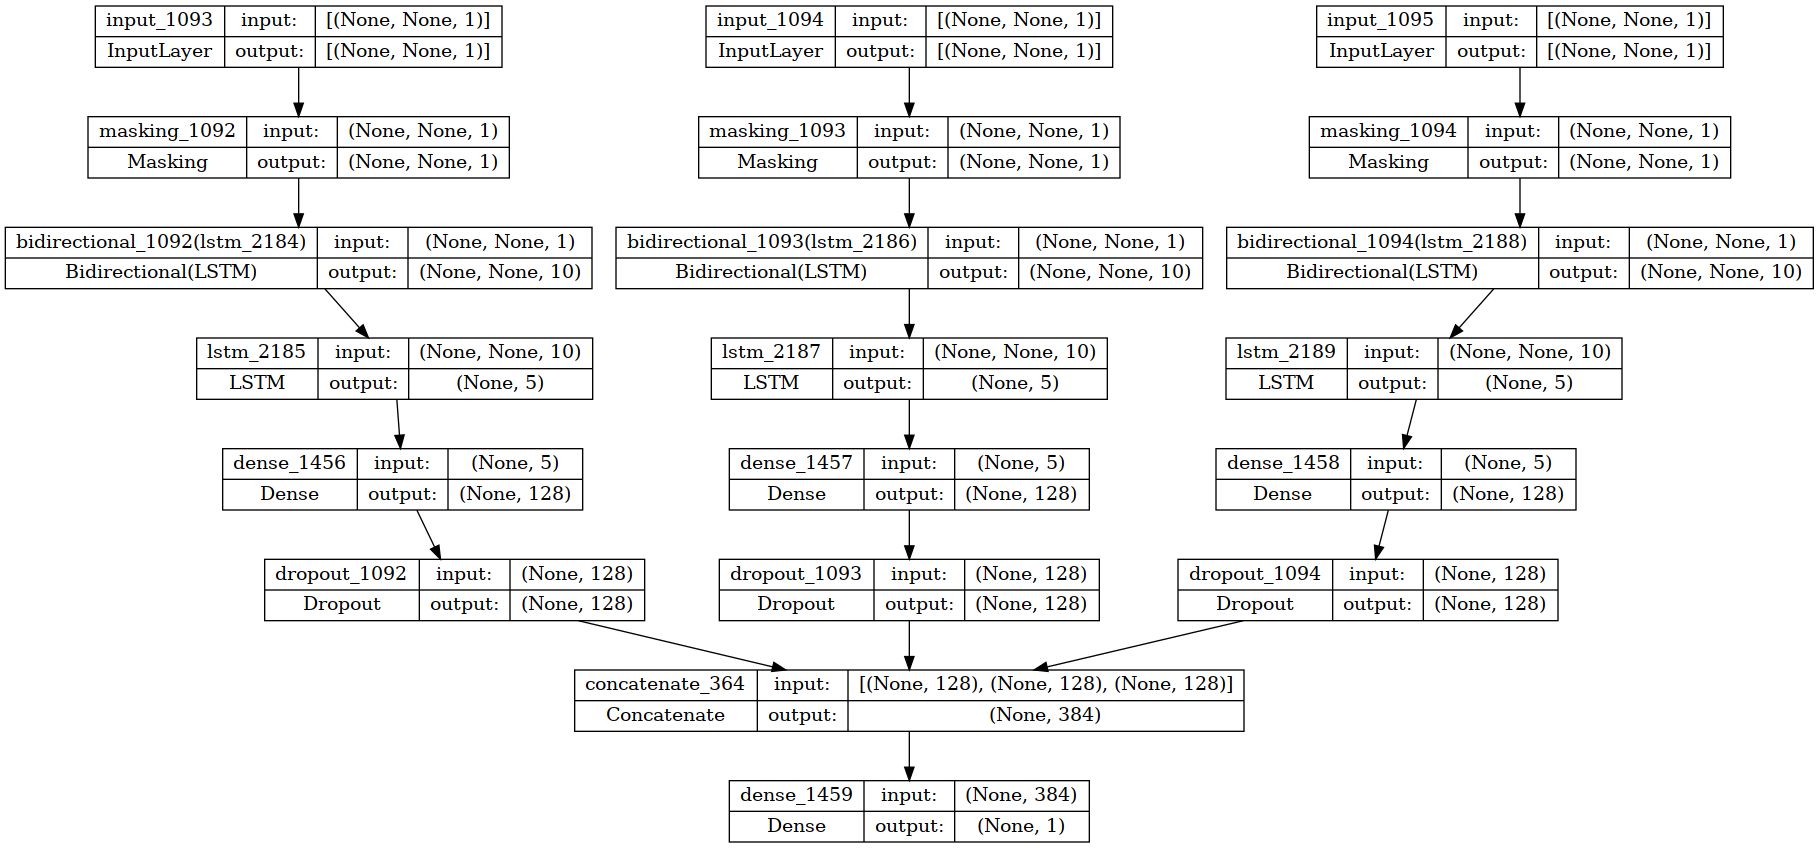 input_1093 input: [(None, None, 1)]
InputLayer output: [(None, None, 1)]
input_1094 input: [(None, None, 1)]
InputLayer output: [(None, None, 1)]
input_1095 input: [(None, None, 1)]
InputLayer output: [(None, None, 1)]
masking_1092 input: (None, None, 1)
Masking output: (None, None, 1)
masking_1093 input: (None, None, 1)
Masking output: (None, None, 1)
masking_1094 input: (None, None, 1)
Masking output: (None, None, 1)
bidirectional_1092(lstm_2184) input: (None, None, 1)
Bidirectional(LSTM) output: (None, None, 10)
bidirectional_1093(lstm_2186) input: (None, None, 1)
Bidirectional(LSTM) output: (None, None, 10)
bidirectional_1094(lstm_2188) input: (None, None, 1)
Bidirectional(LSTM) output: (None, None, 10)
lstm_2185 input: (None, None, 10)
LSTM output: (None, 5)
lstm_2187 input: (None, None, 10)
LSTM output: (None, 5)
lstm_2189 input: (None, None, 10)
LSTM output: (None, 5)
dense_1456 input: (None, 5)
Dense output: (None, 128)
dense_1457 input: (None, 5)
Dense output: (None, 128)
dense_1458 input: (None, 5)
Dense output: (None, 128)
dropout_1092 input: (None, 128)
Dropout output: (None, 128)
dropout_1093 input: (None, 128)
Dropout output: (None, 128)
dropout_1094 input: (None, 128)
Dropout output: (None, 128)
concatenate_364 input: [(None, 128), (None, 128), (None, 128)]
Concatenate output: (None, 384)
dense_1459 input: (None, 384)
Dense output: (None, 1)